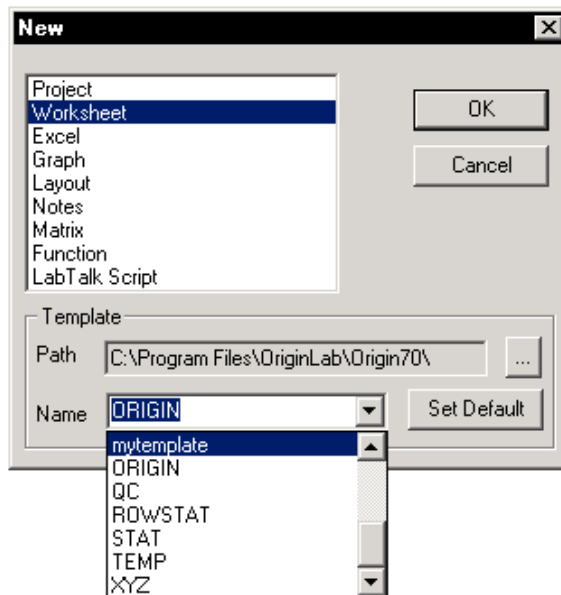 New
Project
Worksheet
Excel
Graph
Layout
Notes
Matrix
Function
LabTalk Script
OK
Cancel
Template
Path C:\Program Files\OriginLab\Origin70\ ...
Name ORIGIN Set Default
mytemplate
ORIGIN
QC
ROWSTAT
STAT
TEMP
XYZ